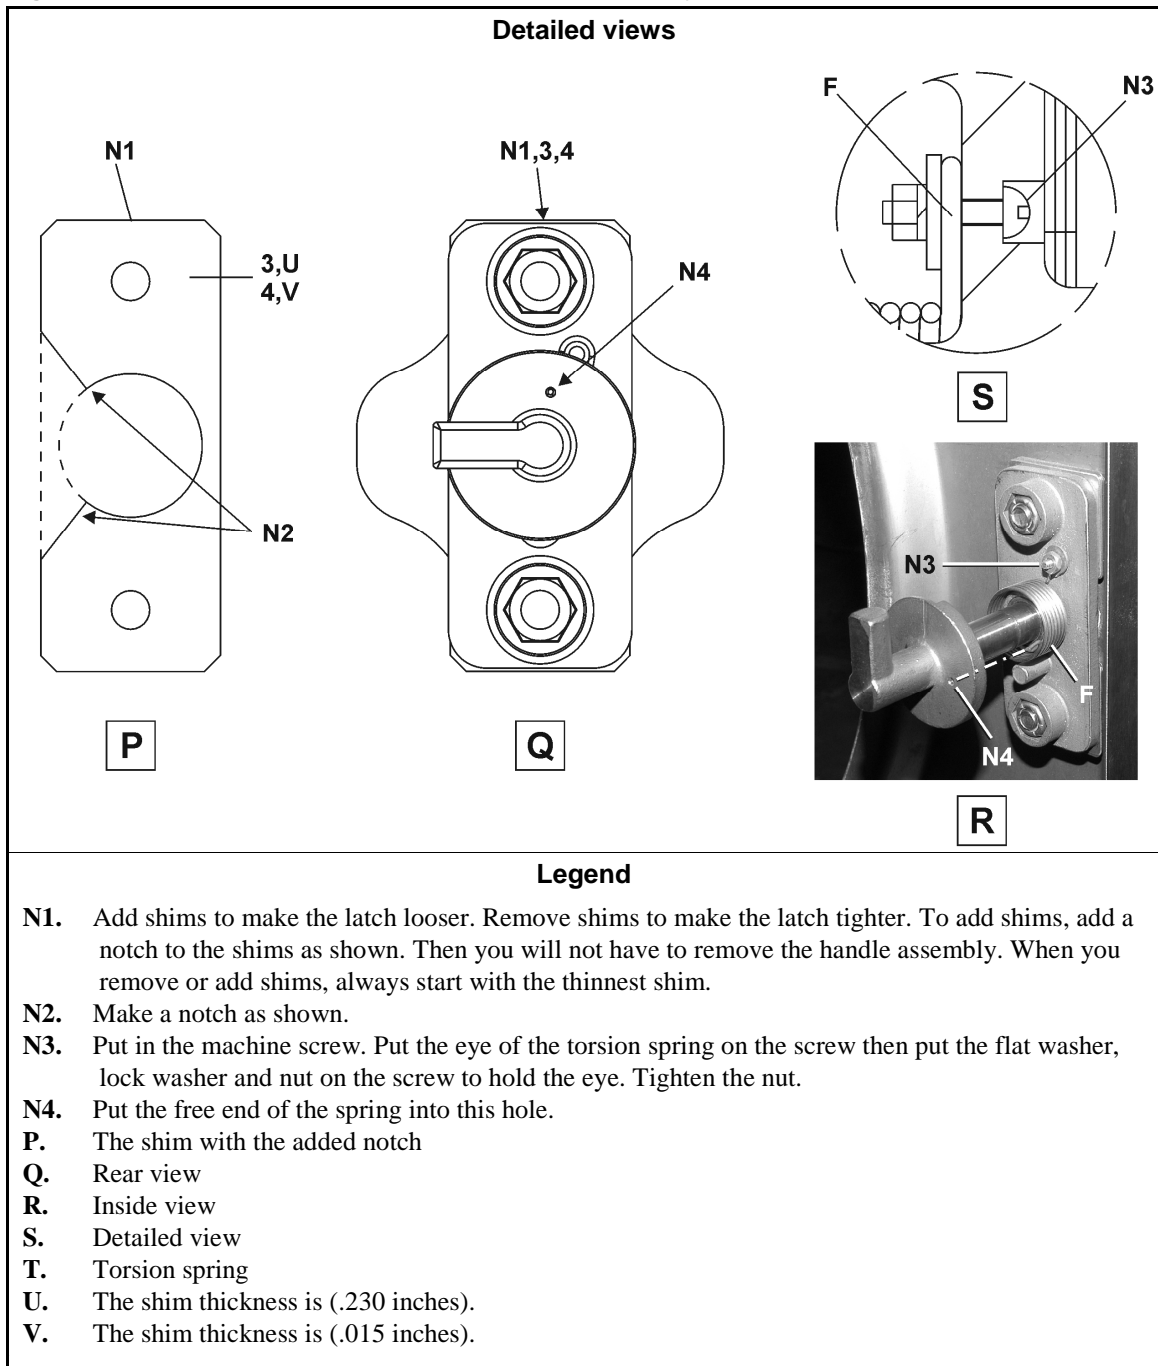 Detailed views
F
N3
N1
N1,3,4
3,U
4,V
N4
N2
S
N3
F
N4
P
Q
R
Legend
N1. Add shims to make the latch looser. Remove shims to make the latch tighter. To add shims, add a
notch to the shims as shown. Then you will not have to remove the handle assembly. When you
remove or add shims, always start with the thinnest shim.
N2. Make a notch as shown.
N3. Put in the machine screw. Put the eye of the torsion spring on the screw then put the flat washer,
lock washer and nut on the screw to hold the eye. Tighten the nut.
N4. Put the free end of the spring into this hole.
P. The shim with the added notch
Q. Rear view
R. Inside view
S. Detailed view
T. Torsion spring
U. The shim thickness is (.230 inches).
V. The shim thickness is (.015 inches).